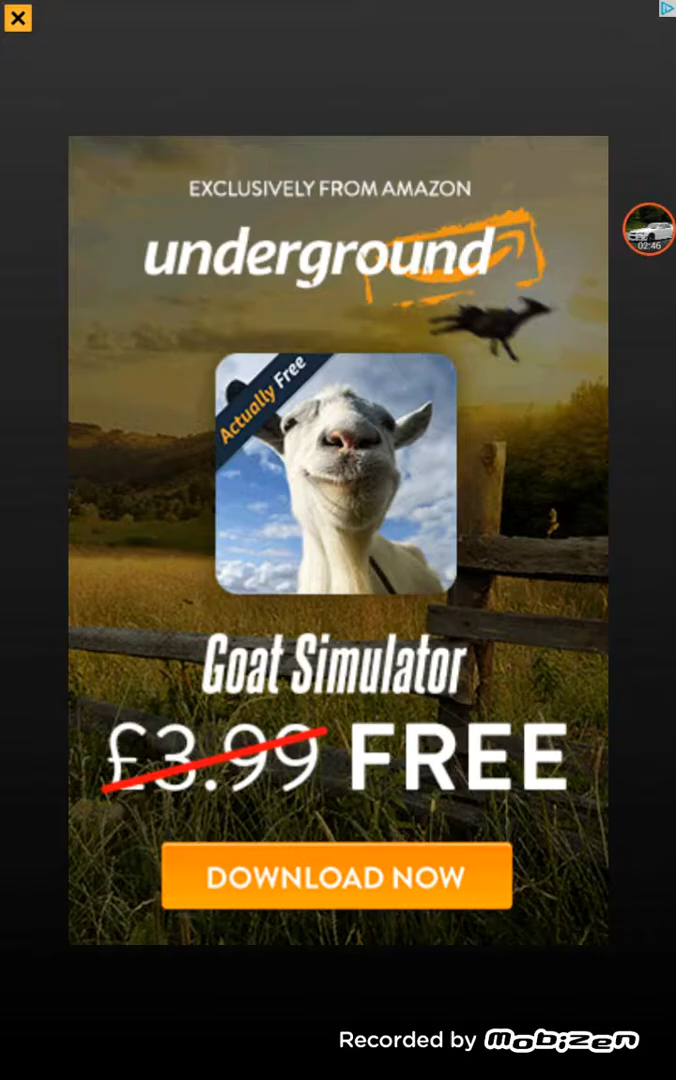 EXCLUSIVELY FROM AMAZON
underground
Actually Free
02:46
Goat Simulator
£3.99 FREE
DOWNLOAD NOW
Recorded by mobizen